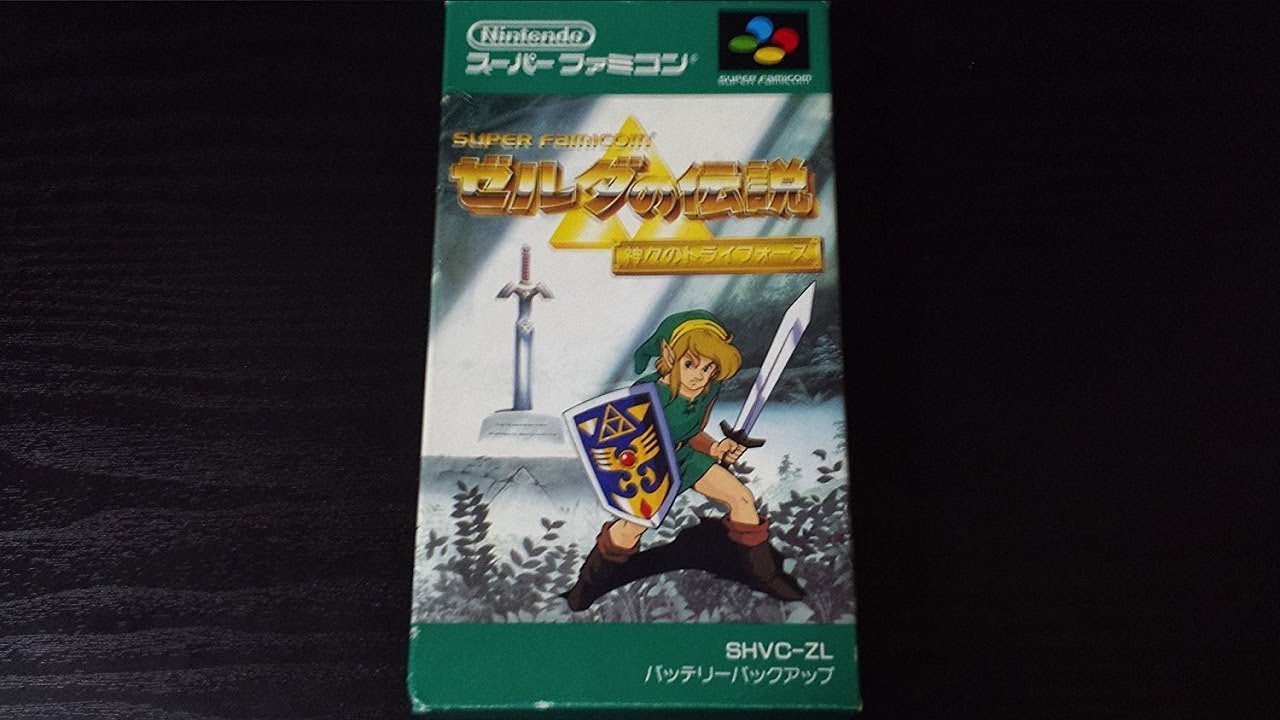 Nintendo
スーパーファミコン®
SUPER FAMICOM
SUPER FAMICOM
ゼルダの伝説
神々のトライフォース
SHVC-ZL
バッテリーバックアップ